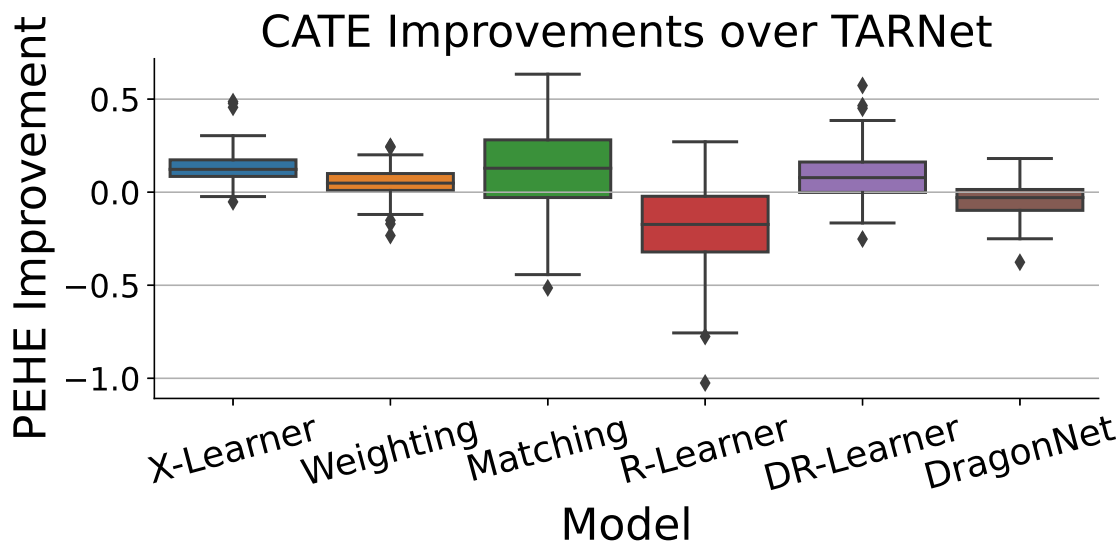 CATE Improvements over TARNet
PEHE Improvement
0.5
0.0
−0.5
−1.0
X-Learner
Weighting
Matching
R-Learner
DR-Learner
DragonNet
Model